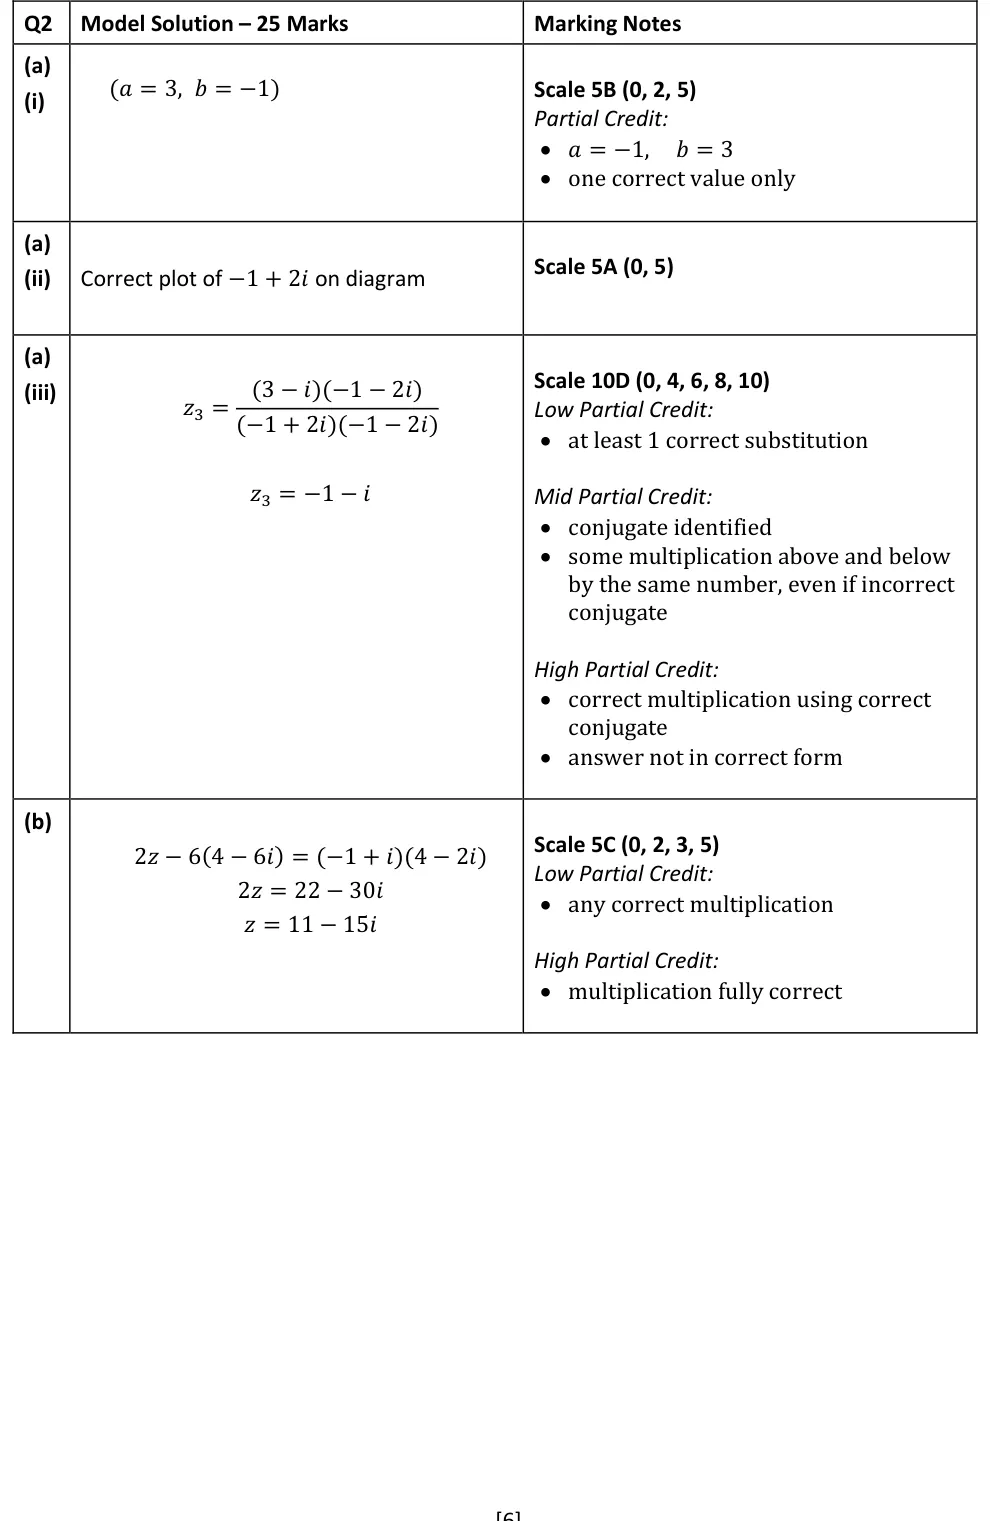 Q2 Model Solution – 25 Marks Marking Notes
(a)
(i)
(𝑎 = 3, 𝑏 = −1)
Scale 5B (0, 2, 5)
Partial Credit:
• 𝑎 = −1, 𝑏 = 3
• one correct value only
(a)
(ii)
Correct plot of −1 + 2𝑖 on diagram
Scale 5A (0, 5)
(a)
(iii)
𝑧₃ = (3 − 𝑖)(−1 − 2𝑖) / (−1 + 2𝑖)(−1 − 2𝑖)
𝑧₃ = −1 − 𝑖
Scale 10D (0, 4, 6, 8, 10)
Low Partial Credit:
• at least 1 correct substitution
Mid Partial Credit:
• conjugate identified
• some multiplication above and below
by the same number, even if incorrect
conjugate
High Partial Credit:
• correct multiplication using correct
conjugate
• answer not in correct form
(b)
2𝑧 − 6(4 − 6𝑖) = (−1 + 𝑖)(4 − 2𝑖)
2𝑧 = 22 − 30𝑖
𝑧 = 11 − 15𝑖
Scale 5C (0, 2, 3, 5)
Low Partial Credit:
• any correct multiplication
High Partial Credit:
• multiplication fully correct
[6]